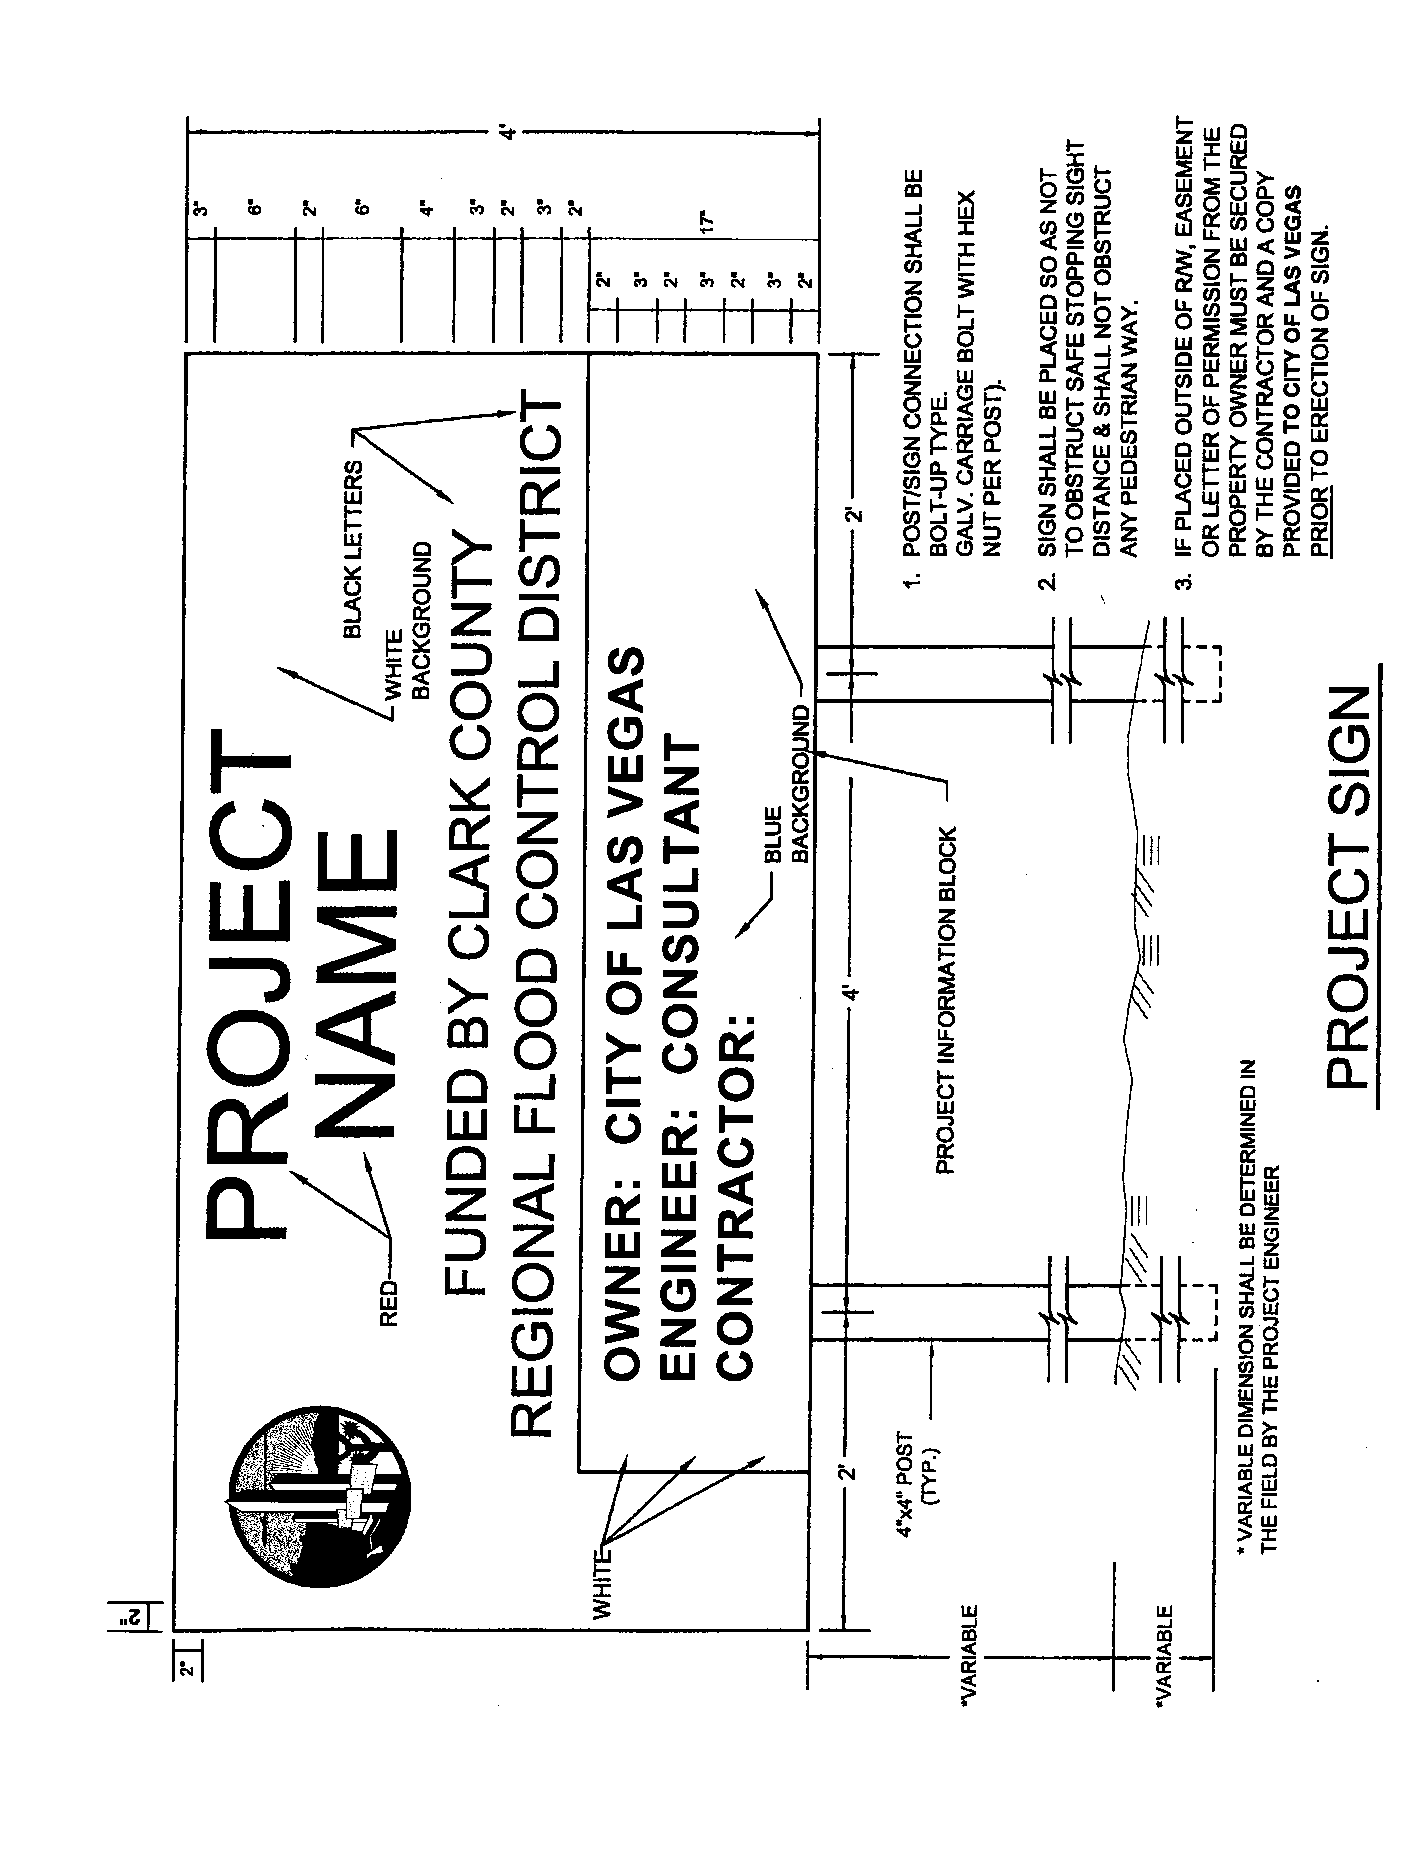 2"
2"
PROJECT
NAME
RED
BLACK LETTERS
WHITE
BACKGROUND
FUNDED BY CLARK COUNTY
REGIONAL FLOOD CONTROL DISTRICT
OWNER: CITY OF LAS VEGAS
ENGINEER: CONSULTANT
CONTRACTOR:
WHITE
BLUE
BACKGROUND
3"
6"
2"
6"
4"
3"
2"
3"
2"
17"
2"
3"
2"
3"
2"
3"
2"
4'
2'
4'
2'
4"x4" POST
(TYP.)
PROJECT INFORMATION BLOCK
*VARIABLE
*VARIABLE
1. POST/SIGN CONNECTION SHALL BE
BOLT-UP TYPE.
GALV. CARRIAGE BOLT WITH HEX
NUT PER POST).
2. SIGN SHALL BE PLACED SO AS NOT
TO OBSTRUCT SAFE STOPPING SIGHT
DISTANCE & SHALL NOT OBSTRUCT
ANY PEDESTRIAN WAY.
3. IF PLACED OUTSIDE OF R/W, EASEMENT
OR LETTER OF PERMISSION FROM THE
PROPERTY OWNER MUST BE SECURED
BY THE CONTRACTOR AND A COPY
PROVIDED TO CITY OF LAS VEGAS
PRIOR TO ERECTION OF SIGN.
* VARIABLE DIMENSION SHALL BE DETERMINED IN
THE FIELD BY THE PROJECT ENGINEER
PROJECT SIGN